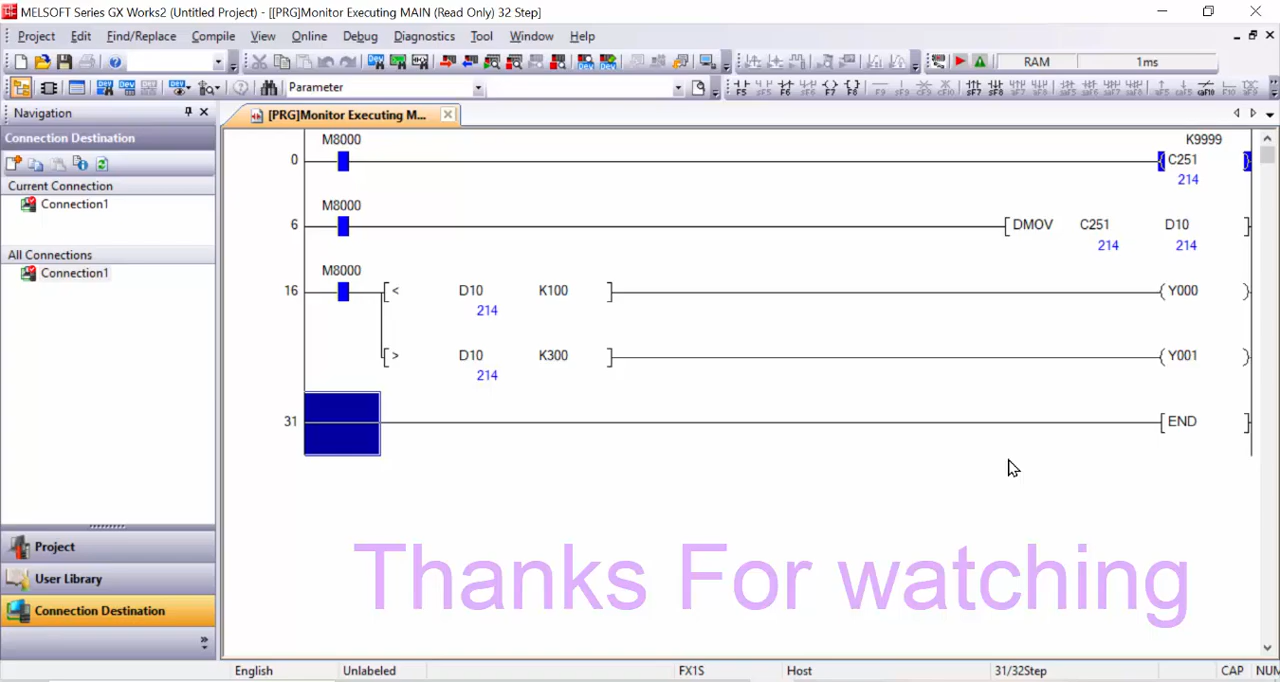 MELSOFT Series GX Works2 (Untitled Project) - [[PRG]Monitor Executing MAIN (Read Only) 32 Step]
Project Edit Find/Replace Compile View Online Debug Diagnostics Tool Window Help
RAM 1ms
Parameter
Navigation
[PRG]Monitor Executing M...
Connection Destination
Current Connection
Connection1
All Connections
Connection1
Project
User Library
Connection Destination
M8000 K9999
0 C251
214
M8000
6 DMOV C251 D10
214 214
M8000
16 < D10 K100 Y000
214
> D10 K300 Y001
214
31 END
Thanks For watching
English Unlabeled FX1S Host 31/32Step CAP NUM